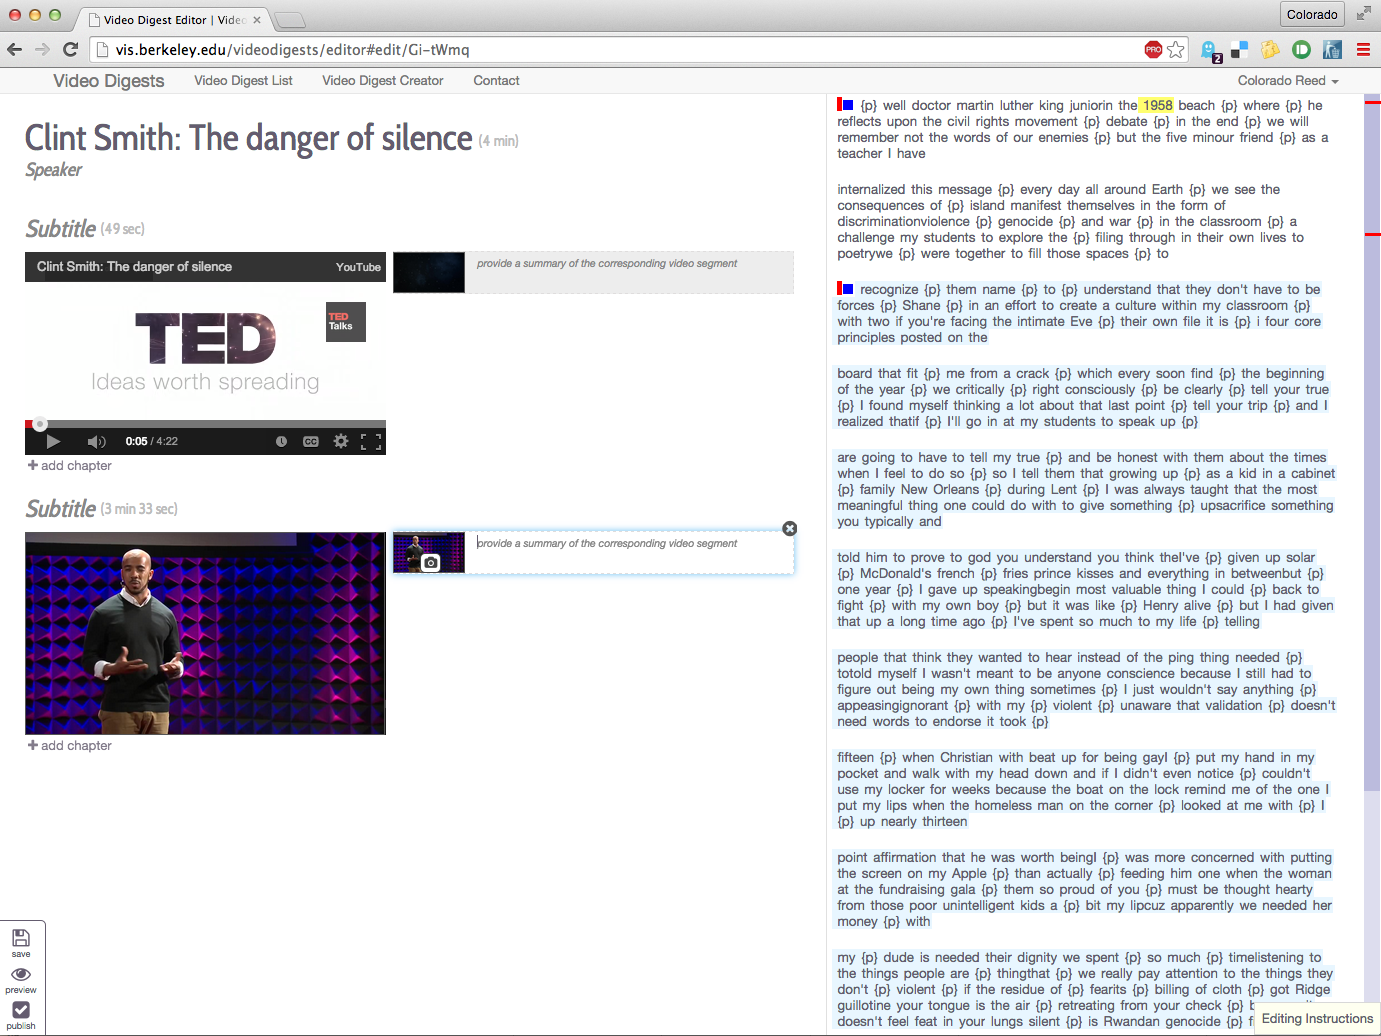 Video Digest Editor | Video
Colorado
vis.berkeley.edu/videodigests/editor#edit/Gi-tWmq
PRO
2
Video Digests
Video Digest List
Video Digest Creator
Contact
Colorado Reed
Clint Smith: The danger of silence (4 min)
Speaker
Subtitle (49 sec)
Clint Smith: The danger of silence
YouTube
TED
Talks
TED
Ideas worth spreading
0:05 / 4:22
CC
provide a summary of the corresponding video segment
+ add chapter
Subtitle (3 min 33 sec)
provide a summary of the corresponding video segment
+ add chapter
save
preview
publish
{p} well doctor martin luther king juniorin the 1958 beach {p} where {p} he
reflects upon the civil rights movement {p} debate {p} in the end {p} we will
remember not the words of our enemies {p} but the five minour friend {p} as a
teacher I have
internalized this message {p} every day all around Earth {p} we see the
consequences of {p} island manifest themselves in the form of
discriminationviolence {p} genocide {p} and war {p} in the classroom {p} a
challenge my students to explore the {p} filing through in their own lives to
poetrywe {p} were together to fill those spaces {p} to
recognize {p} them name {p} to {p} understand that they don't have to be
forces {p} Shane {p} in an effort to create a culture within my classroom {p}
with two if you're facing the intimate Eve {p} their own file it is {p} i four core
principles posted on the
board that fit {p} me from a crack {p} which every soon find {p} the beginning
of the year {p} we critically {p} right consciously {p} be clearly {p} tell your true
{p} I found myself thinking a lot about that last point {p} tell your trip {p} and I
realized thatif {p} I'll go in at my students to speak up {p}
are going to have to tell my true {p} and be honest with them about the times
when I feel to do so {p} so I tell them that growing up {p} as a kid in a cabinet
{p} family New Orleans {p} during Lent {p} I was always taught that the most
meaningful thing one could do with to give something {p} upsacrifice something
you typically and
told him to prove to god you understand you think theI've {p} given up solar
{p} McDonald's french {p} fries prince kisses and everything in betweenbut {p}
one year {p} I gave up speakingbegin most valuable thing I could {p} back to
fight {p} with my own boy {p} but it was like {p} Henry alive {p} but I had given
that up a long time ago {p} I've spent so much to my life {p} telling
people that think they wanted to hear instead of the ping thing needed {p}
totold myself I wasn't meant to be anyone conscience because I still had to
figure out being my own thing sometimes {p} I just wouldn't say anything {p}
appeasingignorant {p} with my {p} violent {p} unaware that validation {p} doesn't
need words to endorse it took {p}
fifteen {p} when Christian with beat up for being gayI {p} put my hand in my
pocket and walk with my head down and if I didn't even notice {p} couldn't
use my locker for weeks because the boat on the lock remind me of the one I
put my lips when the homeless man on the corner {p} looked at me with {p} I
{p} up nearly thirteen
point affirmation that he was worth beingI {p} was more concerned with putting
the screen on my Apple {p} than actually {p} feeding him one when the woman
at the fundraising gala {p} them so proud of you {p} must be thought hearty
from those poor unintelligent kids a {p} bit my lipcuz apparently we needed her
money {p} with
my {p} dude is needed their dignity we spent {p} so much {p} timelistening to
the things people are {p} thingthat {p} we really pay attention to the things they
don't {p} violent {p} if the residue of {p} fearits {p} billing of cloth {p} got Ridge
guillotine your tongue is the air {p} retreating from your check {p}
doesn't feel feat in your lungs silent {p} is Rwandan genocide {p}
Editing Instructions